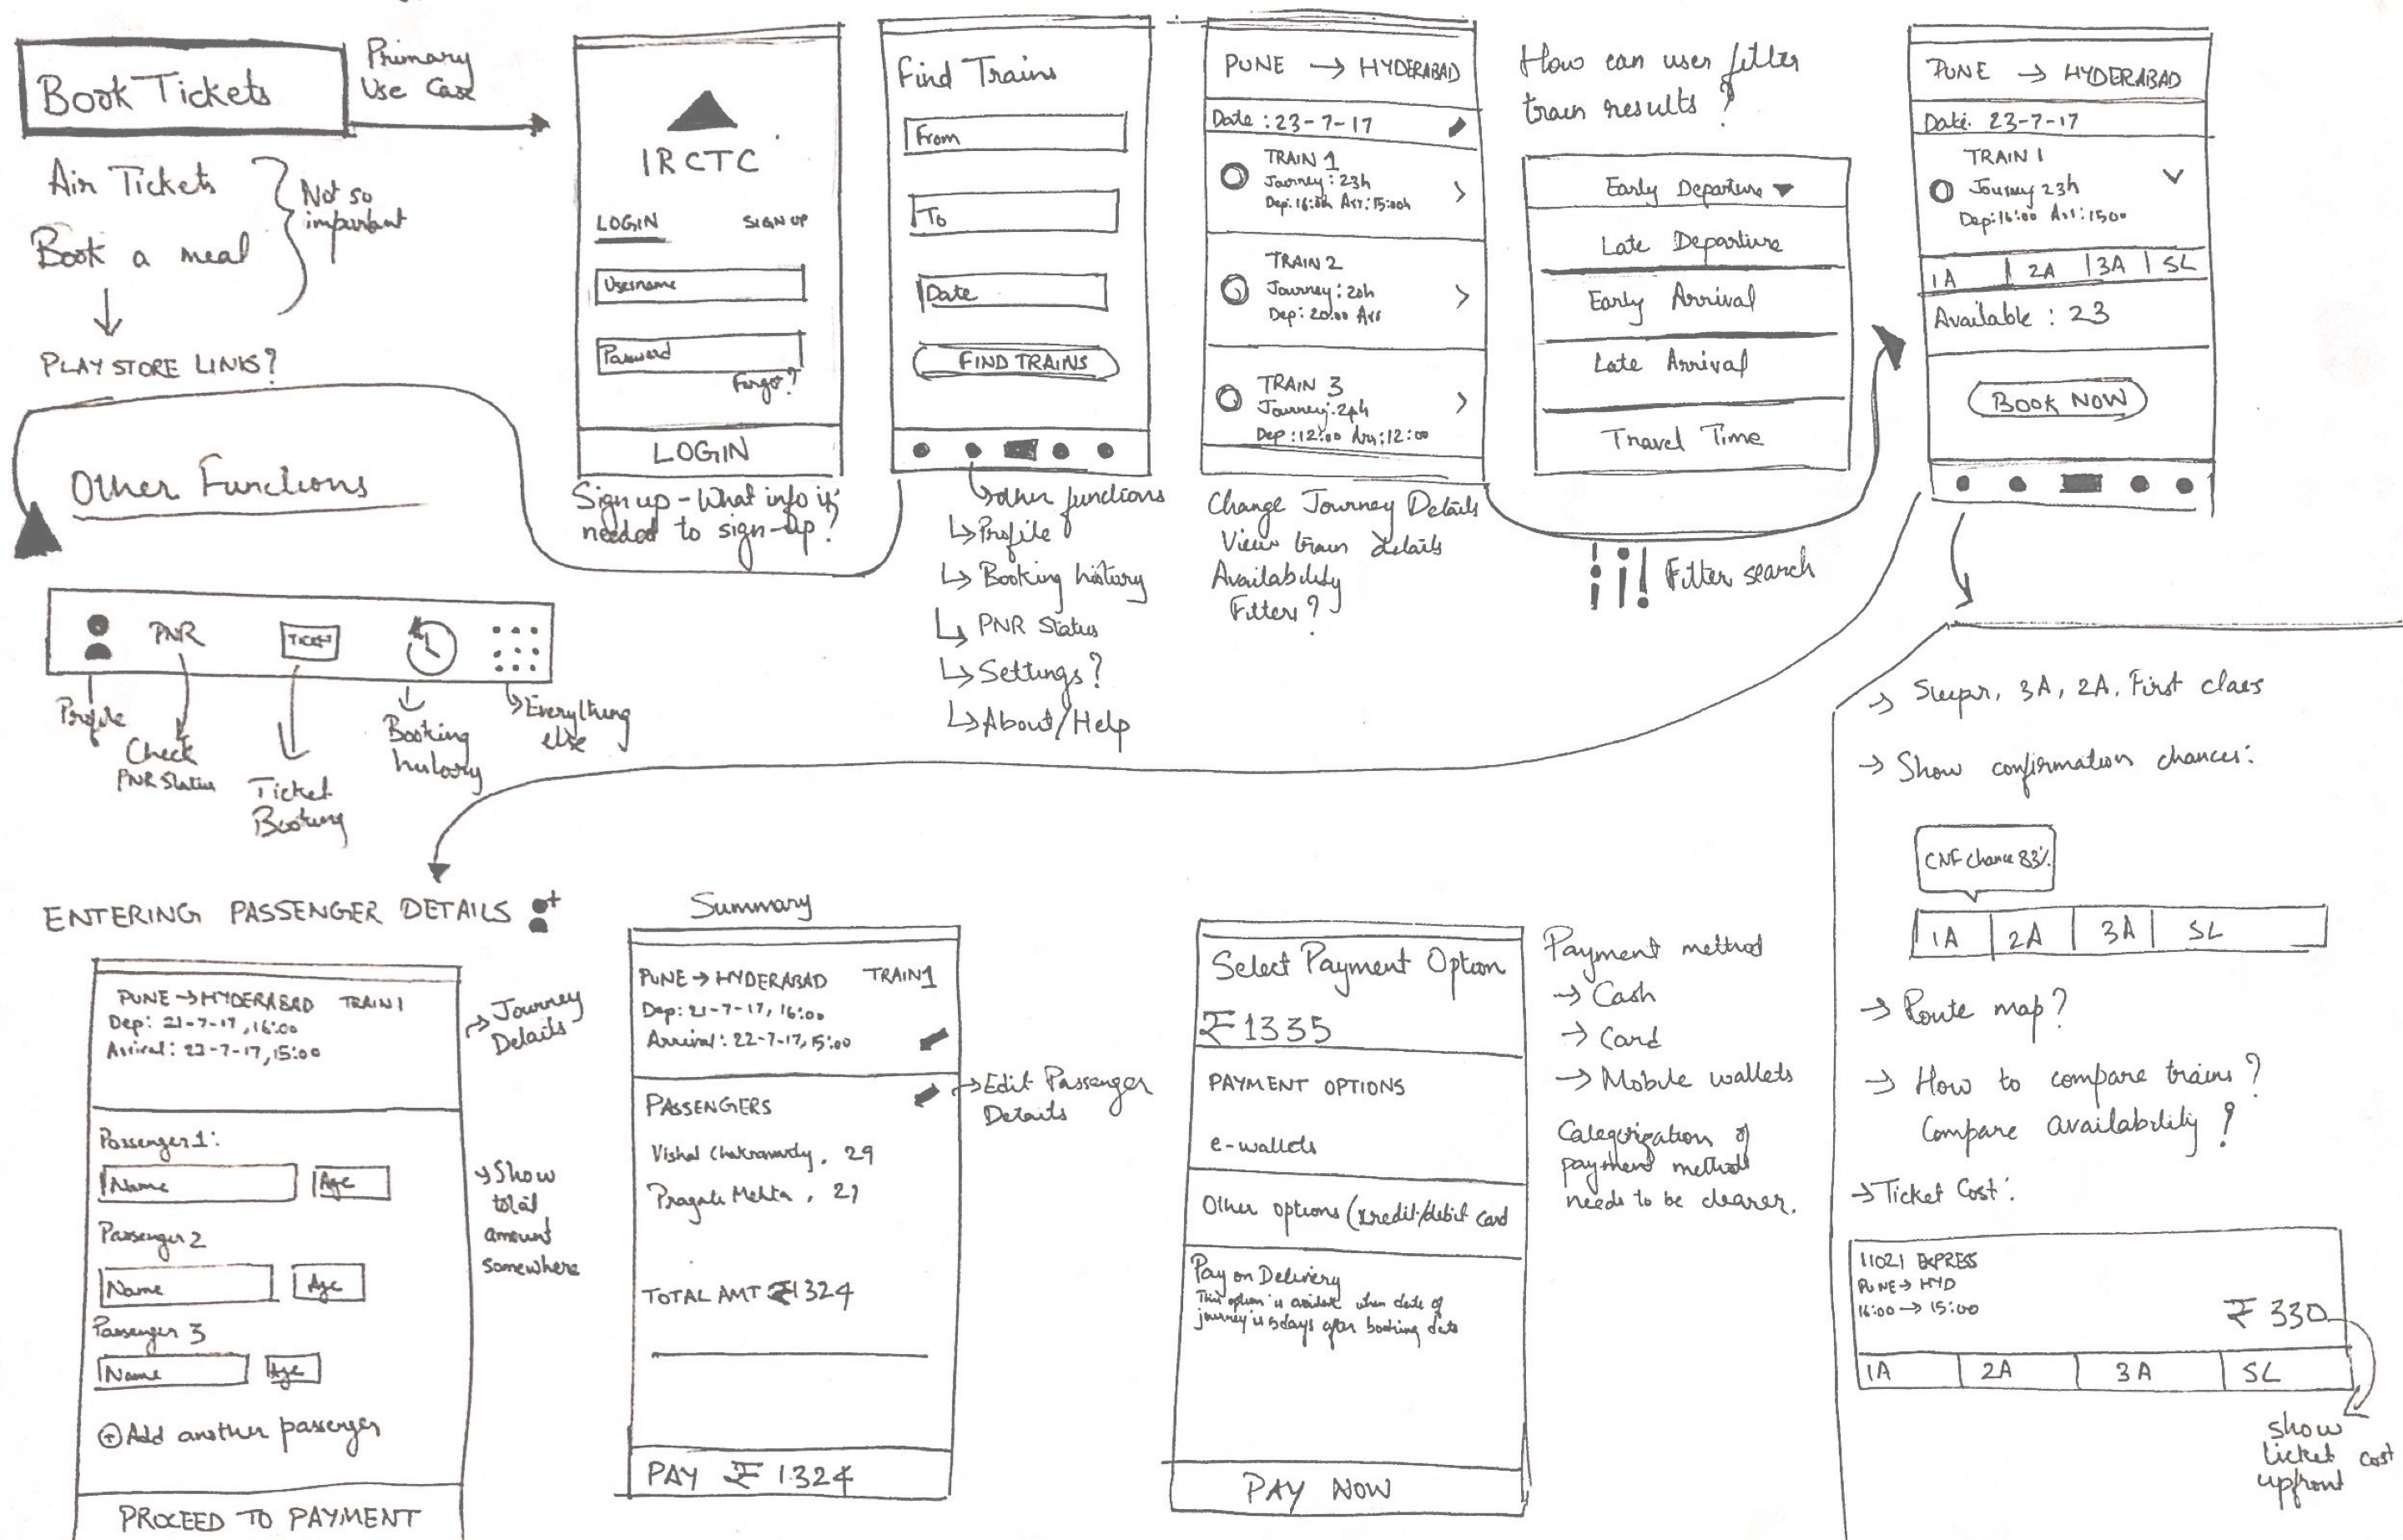 Book Tickets
Primary
Use Case
Air Tickets
Book a meal
Not so
important
PLAY STORE LINKS?
IRCTC
LOGIN
SIGN UP
Username
Password
Forgo?
LOGIN
Sign up - What info is
needed to sign-up?
Find Trains
From
To
Date
FIND TRAINS
other functions
Profile
Booking history
PNR Status
Settings?
About/Help
PUNE → HYDERABAD
Date : 23-7-17
TRAIN 1
Journey : 23h
Dep: 16:00h Arr: 15:00h
TRAIN 2
Journey : 20h
Dep: 20:00 Arr
TRAIN 3
Journey: 24h
Dep : 12:00 Arr: 12:00
Change Journey Details
View train details
Availability
Filters?
How can user filter
train results?
Early Departure
Late Departure
Early Arrival
Late Arrival
Travel Time
Filter search
PUNE → HYDERABAD
Date: 23-7-17
TRAIN 1
Journey 23h
Dep: 16:00 Arr: 1500
1A 2A 3A SL
Available : 23
BOOK NOW
Other Functions
PNR
TICKET
Profile
Check
PNR Status
Ticket
Booking
Booking
history
Everything
else
→ Sleepr, 3A, 2A, First class
→ Show confirmation chances:
CNF Chance 83%
1A 2A 3A SL
→ Route map?
→ How to compare trains?
Compare availability?
→ Ticket Cost:
11021 EXPRESS
PUNE → HYD
16:00 → 15:00
₹ 330
1A 2A 3A SL
show
ticket cost
upfront
ENTERING PASSENGER DETAILS
PUNE → HYDERABAD TRAIN 1
Dep: 21-7-17, 16:00
Arrival: 22-7-17, 15:00
→ Journey
Details
Passenger 1:
Name Age
Passenger 2
Name Age
Passenger 3
Name Age
→ Show
total
amount
somewhere
+ Add another passenger
PROCEED TO PAYMENT
Summary
PUNE → HYDERABAD TRAIN 1
Dep: 21-7-17, 16:00
Arrival: 22-7-17, 15:00
PASSENGERS
→ Edit Passenger
Details
Vishal Chakravarty, 29
Pragati Mehta, 27
TOTAL AMT ₹1324
PAY ₹ 1324
Select Payment Option
₹ 1335
PAYMENT OPTIONS
e-wallets
Other options (credit/debit card
Pay on Delivery
This option is available when date of
journey is 5 days after booking date
PAY NOW
Payment method
→ Cash
→ Card
→ Mobile wallets
Categorization of
payment method
needs to be clearer.